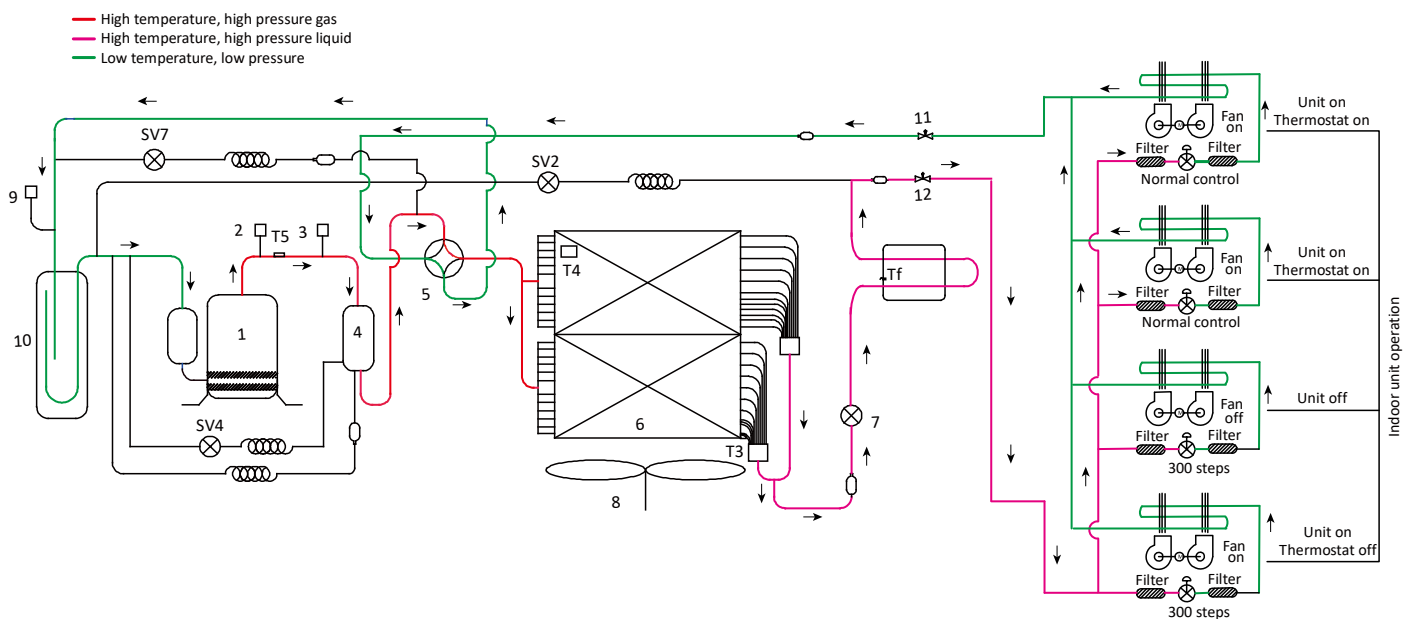 High temperature, high pressure gas
High temperature, high pressure liquid
Low temperature, low pressure
SV7
SV2
11
12
9
2
T5
3
10
1
4
5
SV4
T4
6
T3
8
7
Tf
Fan
on
Filter
Filter
Normal control
Unit on
Thermostat on
Fan
on
Filter
Filter
Normal control
Unit on
Thermostat on
Fan
off
Filter
Filter
300 steps
Unit off
Fan
on
Filter
Filter
300 steps
Unit on
Thermostat off
Indoor unit operation
M
M
M
M